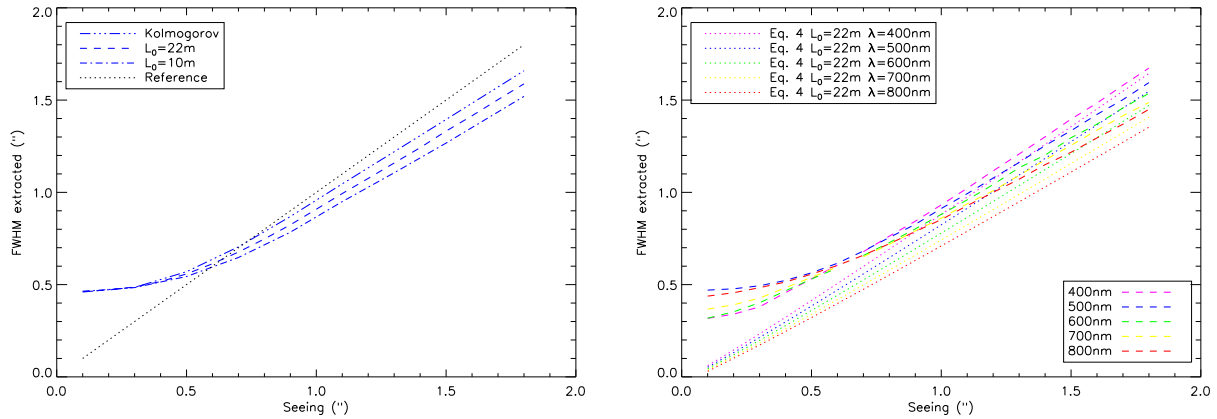 2.0
1.5
1.0
0.5
0.0
0.0 0.5 1.0 1.5 2.0
FWHM extracted ('')
Seeing ('')
Kolmogorov
L₀=22m
L₀=10m
Reference
2.0
1.5
1.0
0.5
0.0
0.0 0.5 1.0 1.5 2.0
FWHM extracted ('')
Seeing ('')
Eq. 4 L₀=22m λ=400nm
Eq. 4 L₀=22m λ=500nm
Eq. 4 L₀=22m λ=600nm
Eq. 4 L₀=22m λ=700nm
Eq. 4 L₀=22m λ=800nm
400nm
500nm
600nm
700nm
800nm